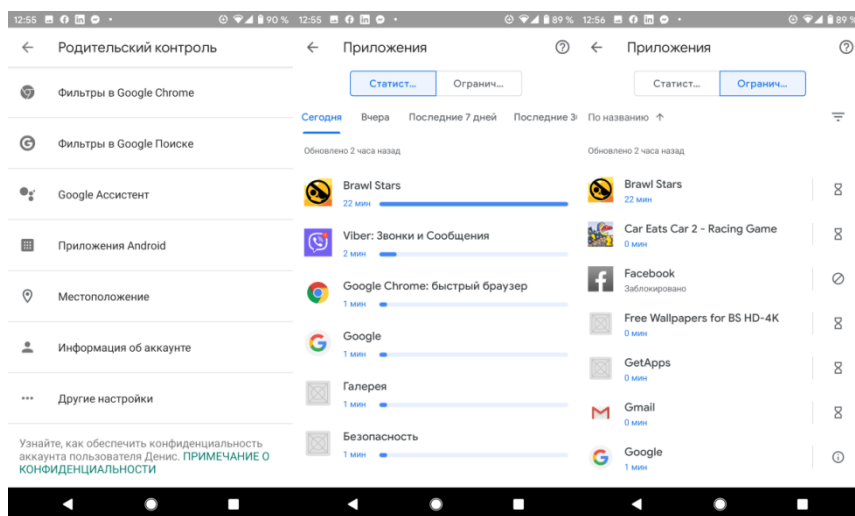 12:55
90 %
Родительский контроль
Фильтры в Google Chrome
Фильтры в Google Поиске
Google Ассистент
Приложения Android
Местоположение
Информация об аккаунте
Другие настройки
Узнайте, как обеспечить конфиденциальность
аккаунта пользователя Денис. ПРИМЕЧАНИЕ О
КОНФИДЕНЦИАЛЬНОСТИ
12:55
89 %
Приложения
Статист...
Огранич...
Сегодня Вчера Последние 7 дней Последние 3
Обновлено 2 часа назад
Brawl Stars
22 мин
Viber: Звонки и Сообщения
2 мин
Google Chrome: быстрый браузер
1 мин
Google
1 мин
Галерея
1 мин
Безопасность
1 мин
12:56
89 %
Приложения
Статист...
Огранич...
По названию
Обновлено 2 часа назад
Brawl Stars
22 мин
Car Eats Car 2 - Racing Game
0 мин
Facebook
Заблокировано
Free Wallpapers for BS HD-4K
0 мин
GetApps
0 мин
Gmail
0 мин
Google
1 мин